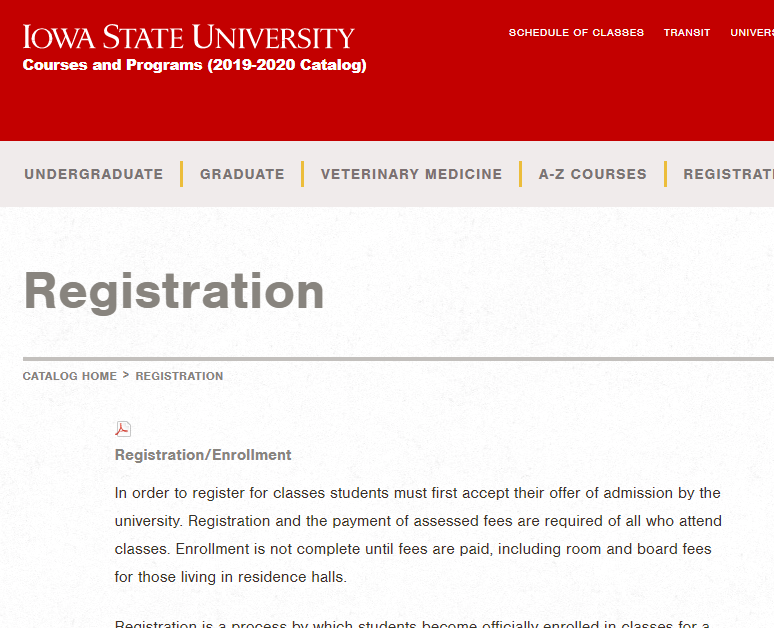 IOWA STATE UNIVERSITY
Courses and Programs (2019-2020 Catalog)
SCHEDULE OF CLASSES TRANSIT
UNDERGRADUATE GRADUATE VETERINARY MEDICINE A-Z COURSES
Registration
CATALOG HOME > REGISTRATION
Registration/Enrollment
In order to register for classes students must first accept their offer of admission by the
university. Registration and the payment of assessed fees are required of all who attend
classes. Enrollment is not complete until fees are paid, including room and board fees
for those living in residence halls.
Registration is a process by which students become officially enrolled in classes for a